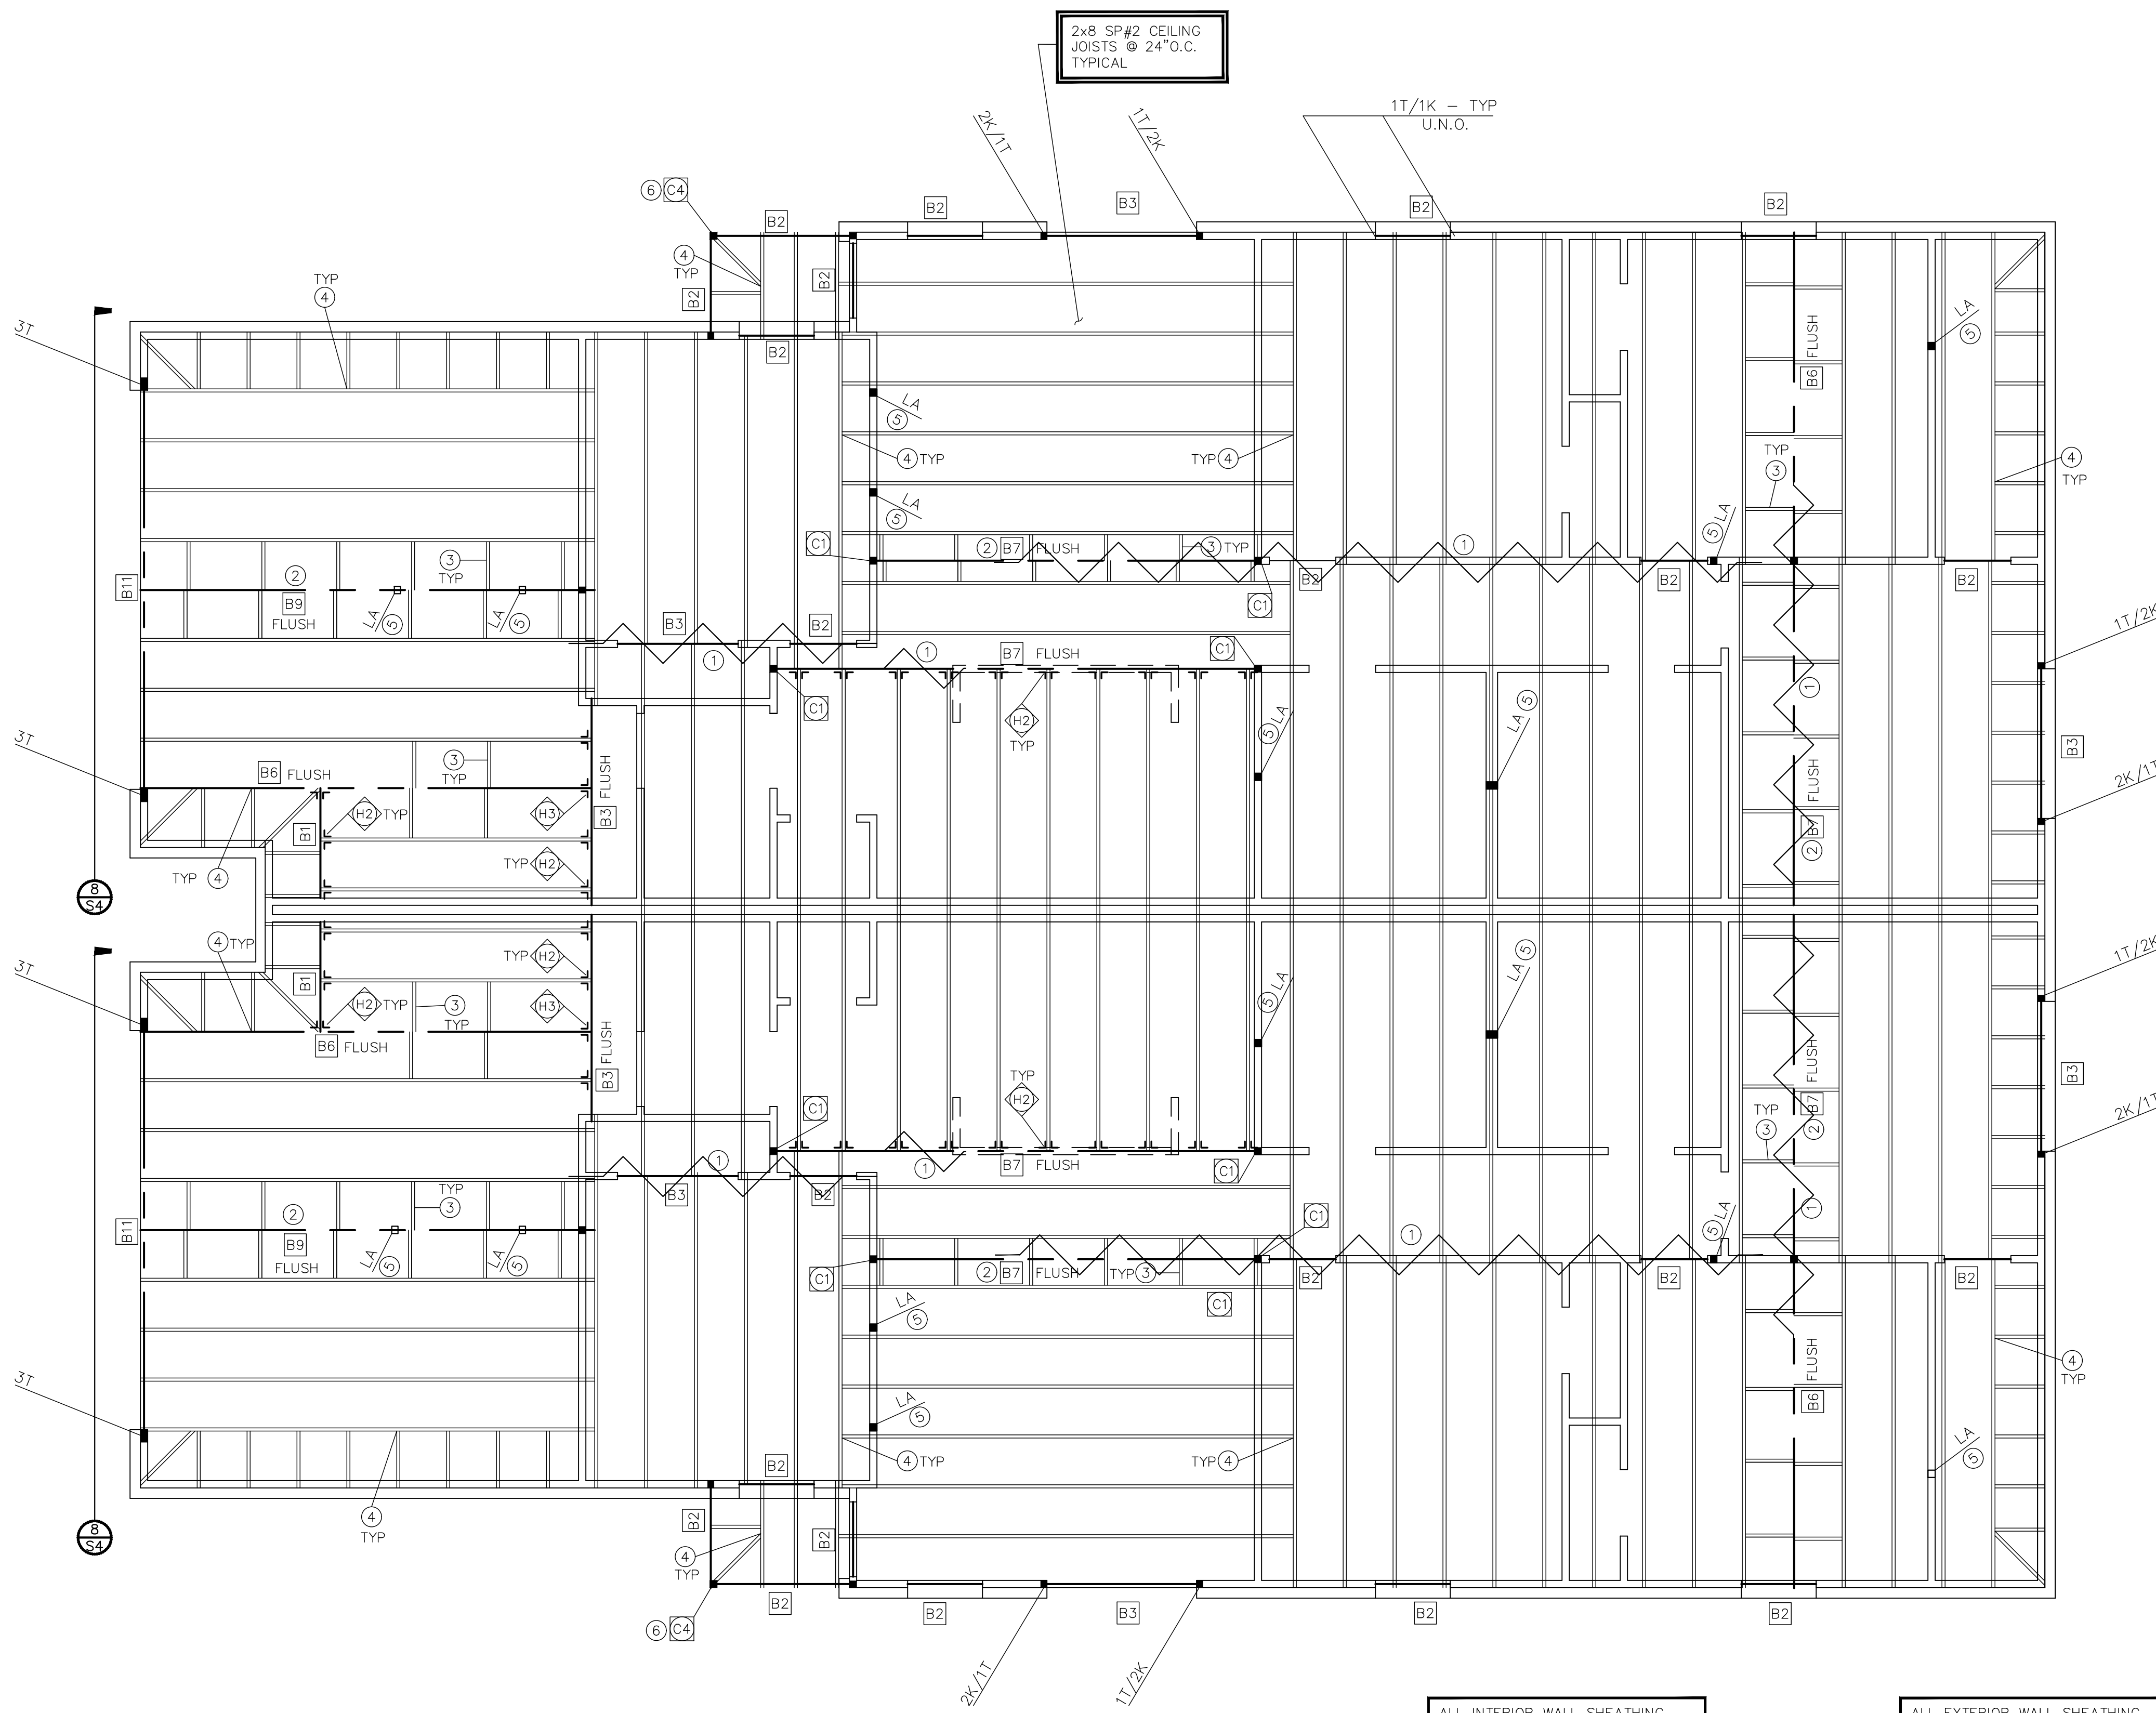 2x8 SP#2 CEILING
JOISTS @ 24"O.C.
TYPICAL
2K/1T
1T/2K
1T/1K – TYP
U.N.O.
6 C4
B2
B2
B3
B2
B2
4
TYP
B2
B2
TYP
4
3T
B2
LA
5
FLUSH
B6
LA
5
LA
5
4 TYP
TYP 4
TYP
3
4
TYP
C1
2 B7 FLUSH
3 TYP
1
5 LA
3
TYP
2
B9
FLUSH
LA
5
LA
5
B11
B3
B2
C1
B2
B2
B2
1T/2K
1
1
B7 FLUSH
C1
C1
H2
TYP
5 LA
LA 5
1
B3
3T
B6 FLUSH
3
TYP
FLUSH
B3
H2 TYP
H3
B1
TYP H2
TYP 4
FLUSH
B7
2
2K/1T
8
S4
4 TYP
B1
TYP H2
H2 TYP
3
TYP
H3
B6 FLUSH
FLUSH
B3
3T
5 LA
LA 5
1T/2K
FLUSH
B7
2
B3
2K/1T
TYP
H2
C1
TYP
3
1
1
B7 FLUSH
C1
B3
B2
TYP
3
2
B9
FLUSH
LA
5
LA
5
B11
C1
1
5 LA
1
C1
2 B7 FLUSH
TYP 3
B2
B2
B2
C1
LA
5
LA
5
FLUSH
B6
4
TYP
3T
4 TYP
TYP 4
LA
5
B2
4
TYP
8
S4
B2
B2
4
TYP
6 C4
B2
B2
B3
B2
B2
2K/1T
1T/2K
ALL INTERIOR WALL SHEATHING
ALL EXTERIOR WALL SHEATHING